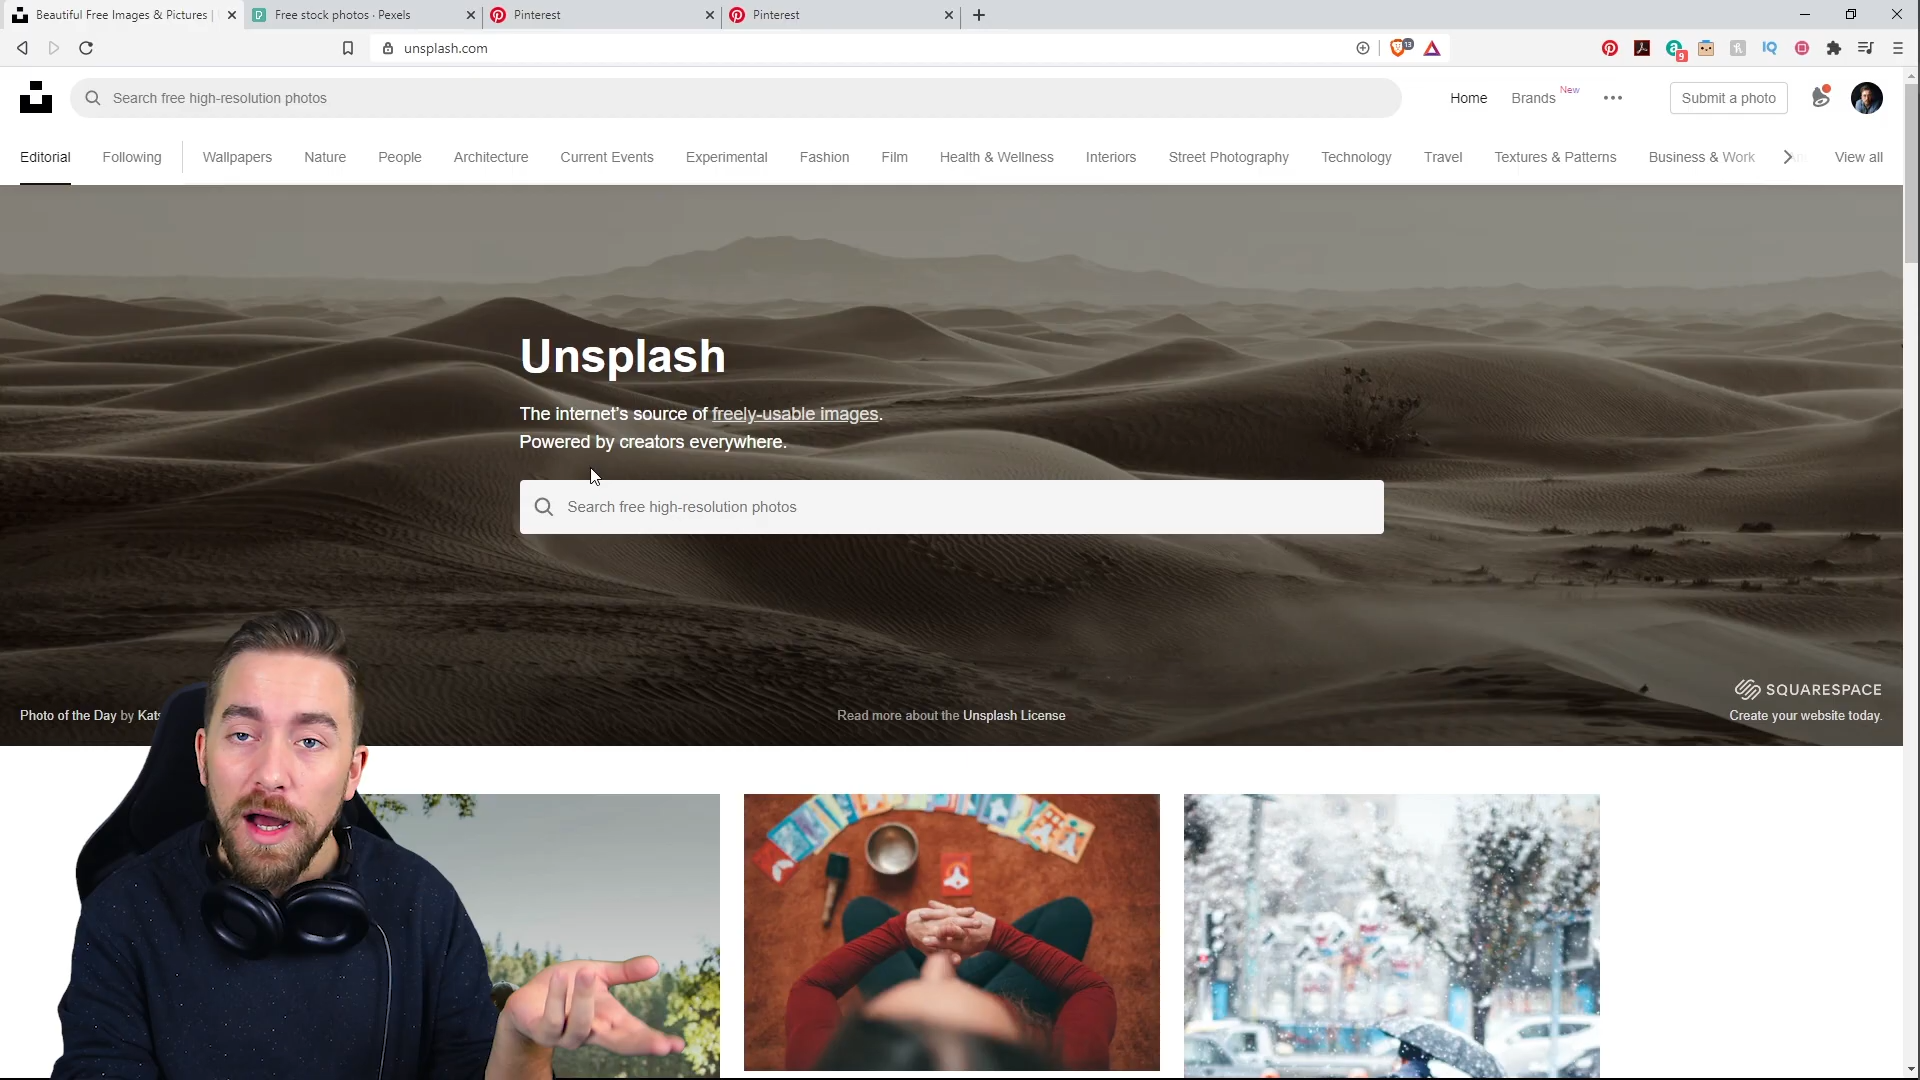 Beautiful Free Images & Pictures |
Free stock photos · Pexels
Pinterest
Pinterest
unsplash.com
13
9
IQ
Search free high-resolution photos
Home
Brands
New
Submit a photo
Editorial
Following
Wallpapers
Nature
People
Architecture
Current Events
Experimental
Fashion
Film
Health & Wellness
Interiors
Street Photography
Technology
Travel
Textures & Patterns
Business & Work
View all
Unsplash
The internet's source of freely-usable images.
Powered by creators everywhere.
Search free high-resolution photos
SQUARESPACE
Photo of the Day by
Read more about the Unsplash License
Create your website today.